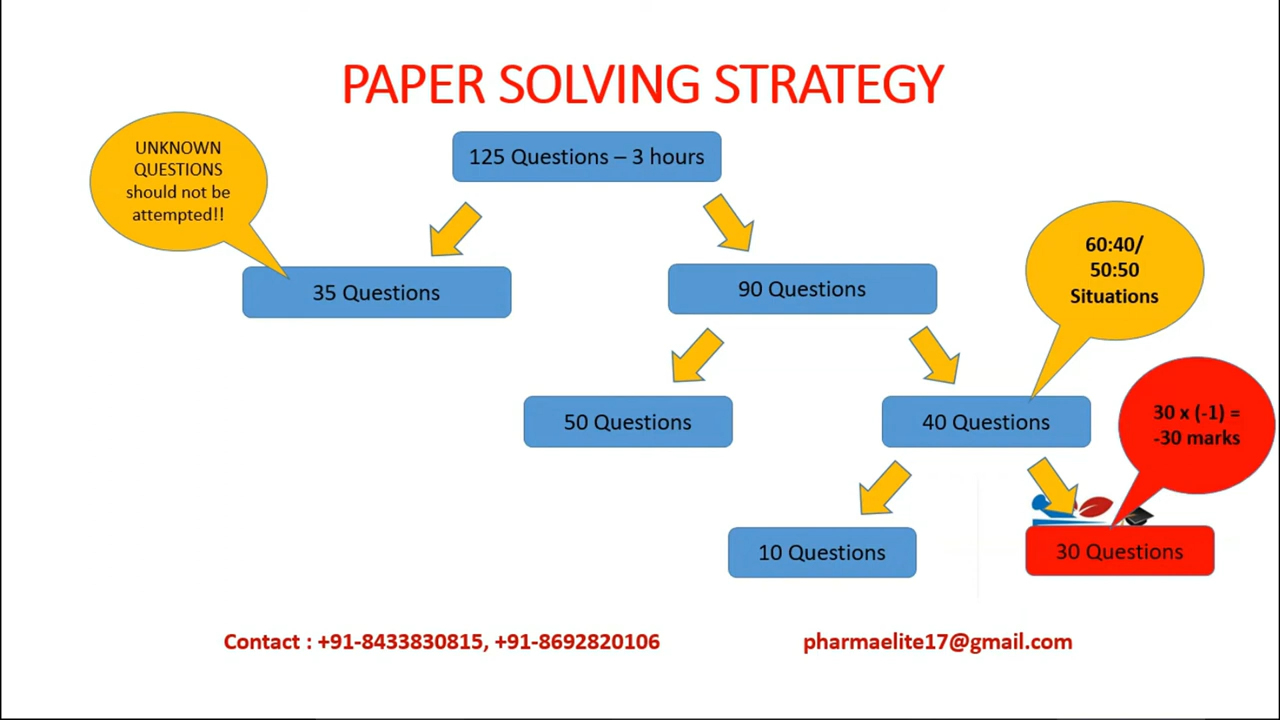 PAPER SOLVING STRATEGY
UNKNOWN
QUESTIONS
should not be
attempted!!
125 Questions – 3 hours
35 Questions
90 Questions
60:40/
50:50
Situations
50 Questions
40 Questions
30 x (-1) =
-30 marks
10 Questions
30 Questions
Contact : +91-8433830815, +91-8692820106
pharmaelite17@gmail.com